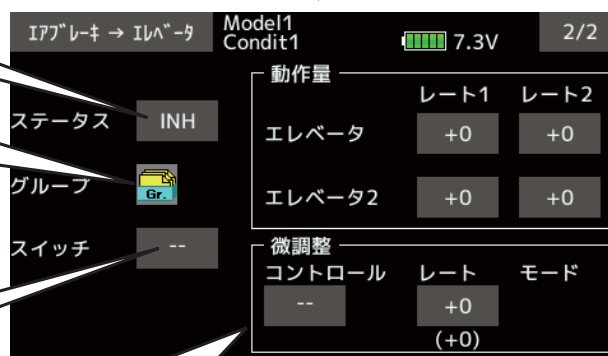 ｴｱﾌﾞﾚｰｷ → ｴﾚﾍﾞｰﾀ
Model1
Condit1
7.3V
2/2
ステータス
INH
グループ
Gr.
スイッチ
--
動作量
レート1 レート2
エレベータ +0 +0
エレベータ2 +0 +0
微調整
コントロール レート モード
-- +0
(+0)